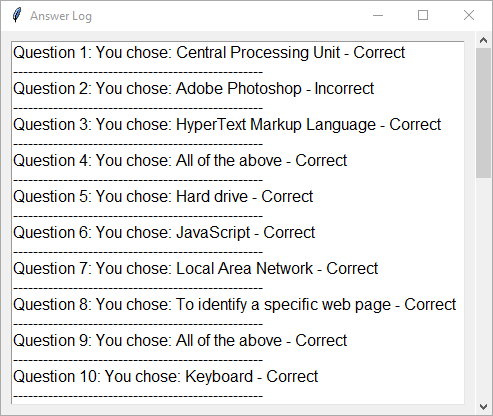 Answer Log
Question 1: You chose: Central Processing Unit - Correct
--------------------------------------------------
Question 2: You chose: Adobe Photoshop - Incorrect
--------------------------------------------------
Question 3: You chose: HyperText Markup Language - Correct
--------------------------------------------------
Question 4: You chose: All of the above - Correct
--------------------------------------------------
Question 5: You chose: Hard drive - Correct
--------------------------------------------------
Question 6: You chose: JavaScript - Correct
--------------------------------------------------
Question 7: You chose: Local Area Network - Correct
--------------------------------------------------
Question 8: You chose: To identify a specific web page - Correct
--------------------------------------------------
Question 9: You chose: All of the above - Correct
--------------------------------------------------
Question 10: You chose: Keyboard - Correct
--------------------------------------------------